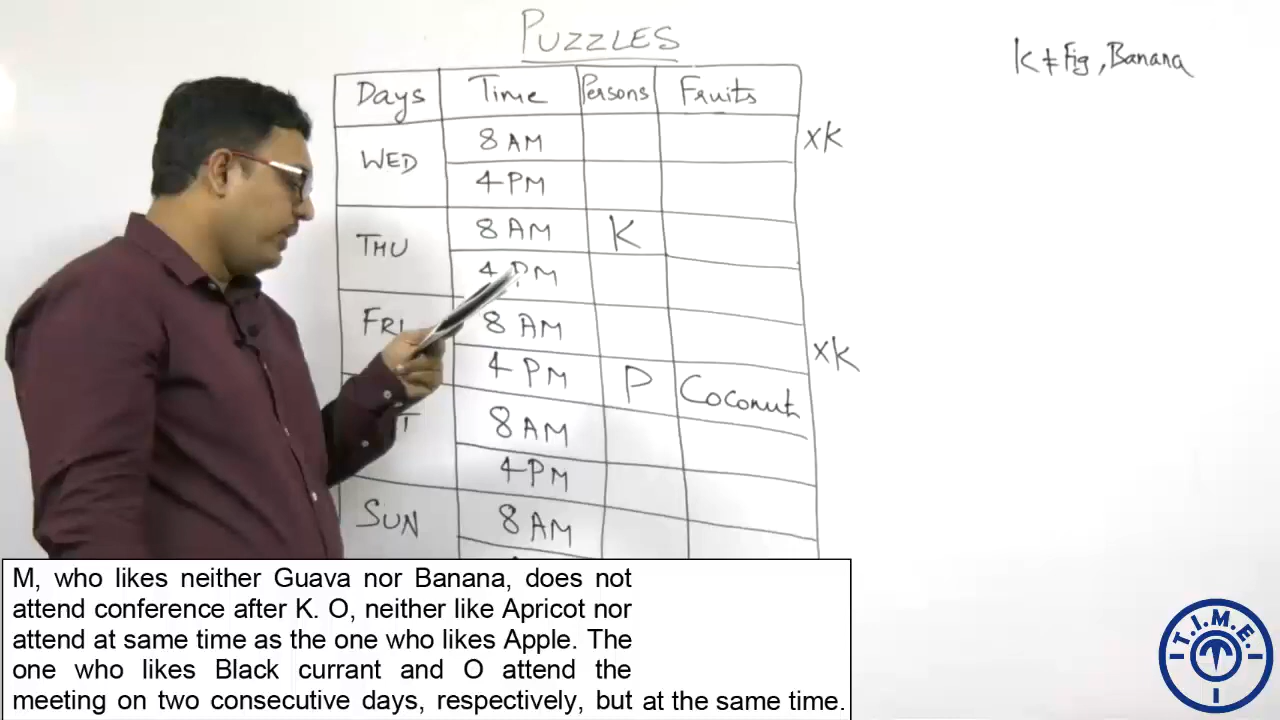 PUZZLES
K ≠ Fig, Banana
Days Time Persons Fruits
WED 8 AM xK
4 PM
THU 8 AM K
4 PM
FRI 8 AM xK
4 PM P Coconut
T 8 AM
4 PM
SUN 8 AM
M, who likes neither Guava nor Banana, does not
attend conference after K. O, neither like Apricot nor
attend at same time as the one who likes Apple. The
one who likes Black currant and O attend the
meeting on two consecutive days, respectively, but at the same time.
T.I.M.E.